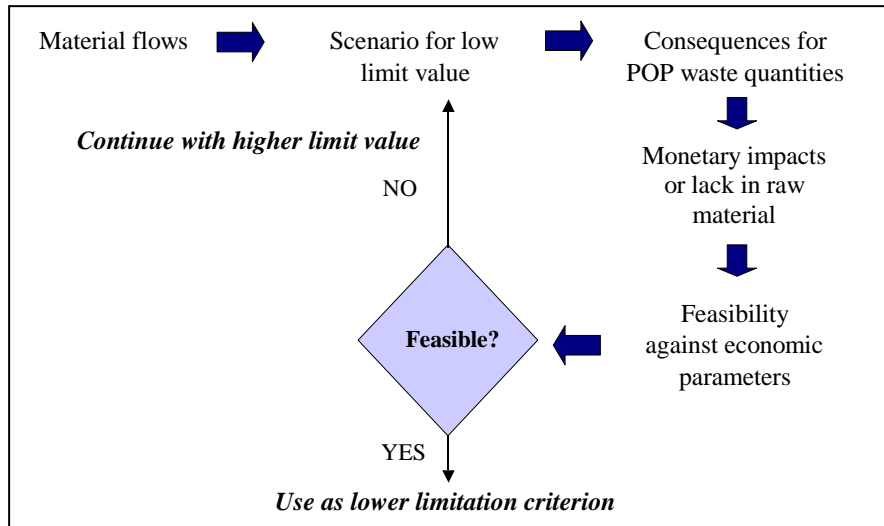 Material flows
Scenario for low
limit value
Consequences for
POP waste quantities
Continue with higher limit value
NO
Monetary impacts
or lack in raw
material
Feasible?
Feasibility
against economic
parameters
YES
Use as lower limitation criterion